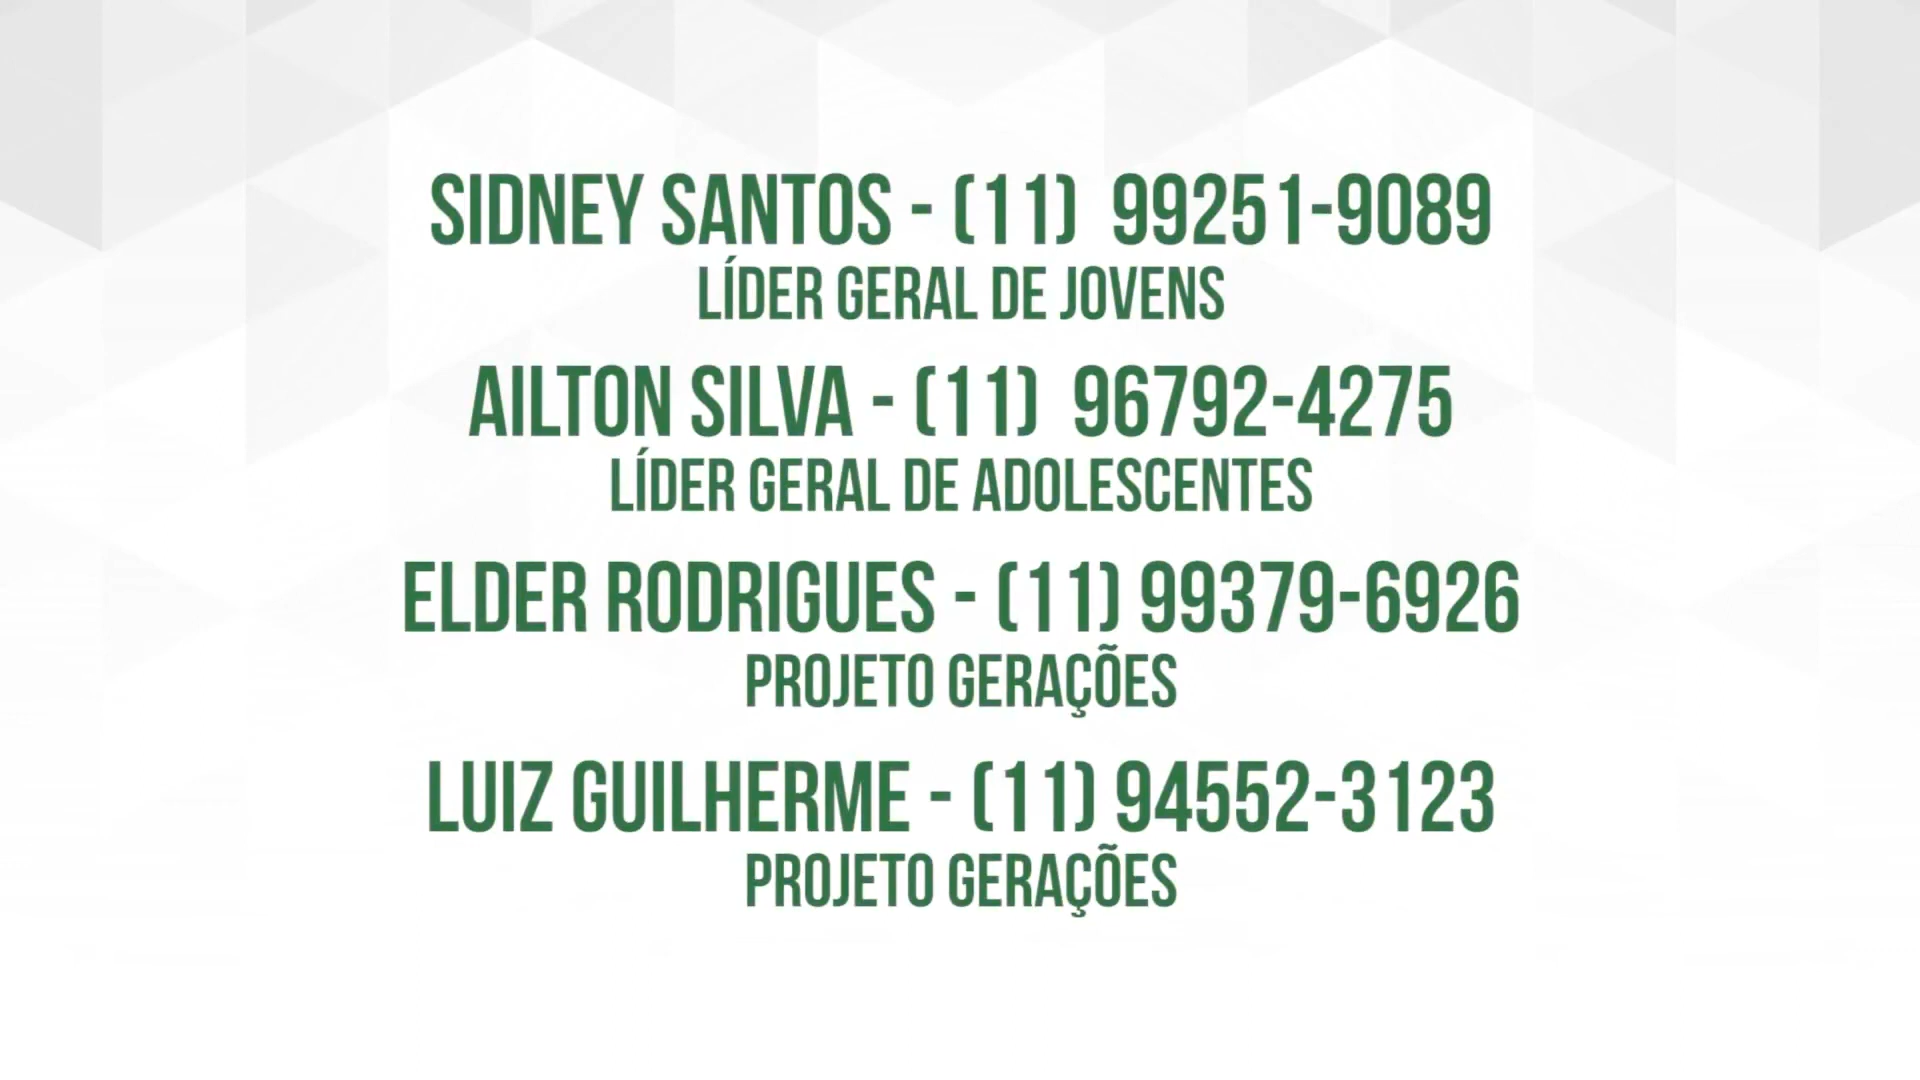 SIDNEY SANTOS - (11)  99251-9089
LÍDER GERAL DE JOVENS
AILTON SILVA - (11)  96792-4275
LÍDER GERAL DE ADOLESCENTES
ELDER RODRIGUES - (11) 99379-6926
PROJETO GERAÇÕES
LUIZ GUILHERME - (11) 94552-3123
PROJETO GERAÇÕES